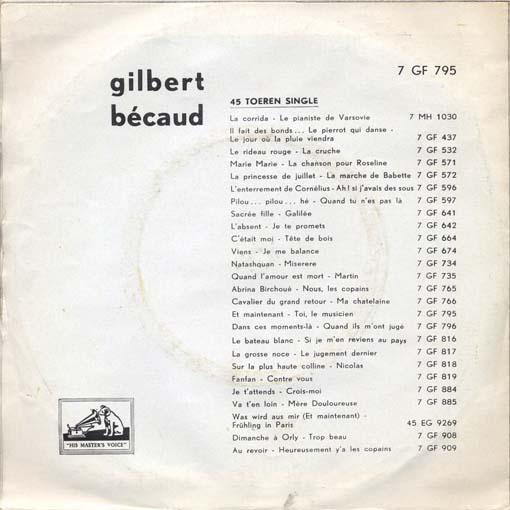 gilbert
bécaud
7 GF 795
45 TOEREN SINGLE
La corrida - Le pianiste de Varsovie 7 MH 1030
Il fait des bonds... Le pierrot qui danse -
Le jour où la pluie viendra 7 GF 437
Le rideau rouge - La cruche 7 GF 532
Marie Marie - La chanson pour Roseline 7 GF 571
La princesse de juillet - La marche de Babette 7 GF 572
L'enterrement de Cornélius - Ah! si j'avais des sous 7 GF 596
Pilou... pilou... hé - Quand tu n'es pas là 7 GF 597
Sacrée fille - Galilée 7 GF 641
L'absent - Je te promets 7 GF 642
C'était moi - Tête de bois 7 GF 664
Viens - Je me balance 7 GF 674
Natashquan - Miserere 7 GF 734
Quand l'amour est mort - Martin 7 GF 735
Abrina Birchoué - Nous, les copains 7 GF 765
Cavalier du grand retour - Ma chatelaine 7 GF 766
Et maintenant - Toi, le musicien 7 GF 795
Dans ces moments-là - Quand ils m'ont jugé 7 GF 796
Le bateau blanc - Si je m'en reviens au pays 7 GF 816
La grosse noce - Le jugement dernier 7 GF 817
Sur la plus haute colline - Nicolas 7 GF 818
Fanfan - Contre vous 7 GF 819
Je t'attends - Crois-moi 7 GF 884
Va t'en loin - Mère Douloureuse 7 GF 885
Was wird aus mir (Et maintenant) -
Frühling in Paris 45 EG 9269
Dimanche à Orly - Trop beau 7 GF 908
Au revoir - Heureusement y'a les copains 7 GF 909
"HIS MASTER'S VOICE"